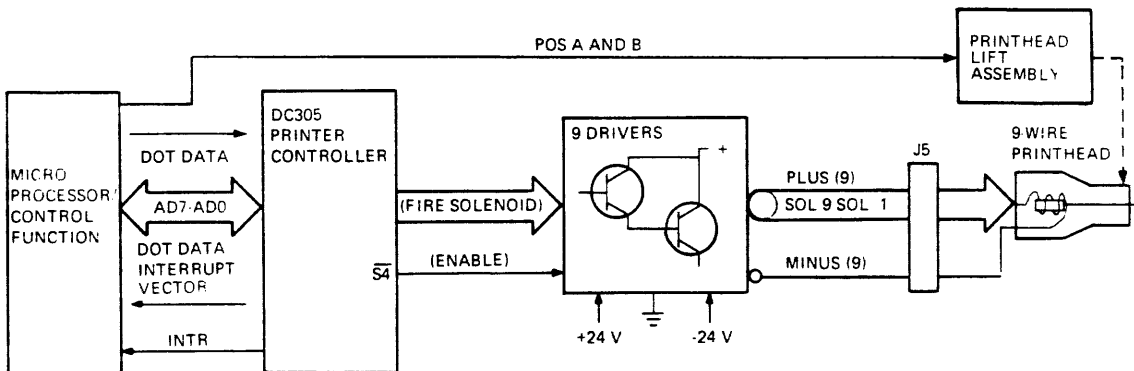 POS A AND B
PRINTHEAD
LIFT
ASSEMBLY
MICRO
PROCESSOR/
CONTROL
FUNCTION
DOT DATA
AD7-AD0
DOT DATA
INTERRUPT
VECTOR
INTR
DC305
PRINTER
CONTROLLER
S4
(FIRE SOLENOID)
(ENABLE)
9 DRIVERS
+
+24 V
-24 V
PLUS (9)
SOL 9 SOL 1
MINUS (9)
J5
9-WIRE
PRINTHEAD